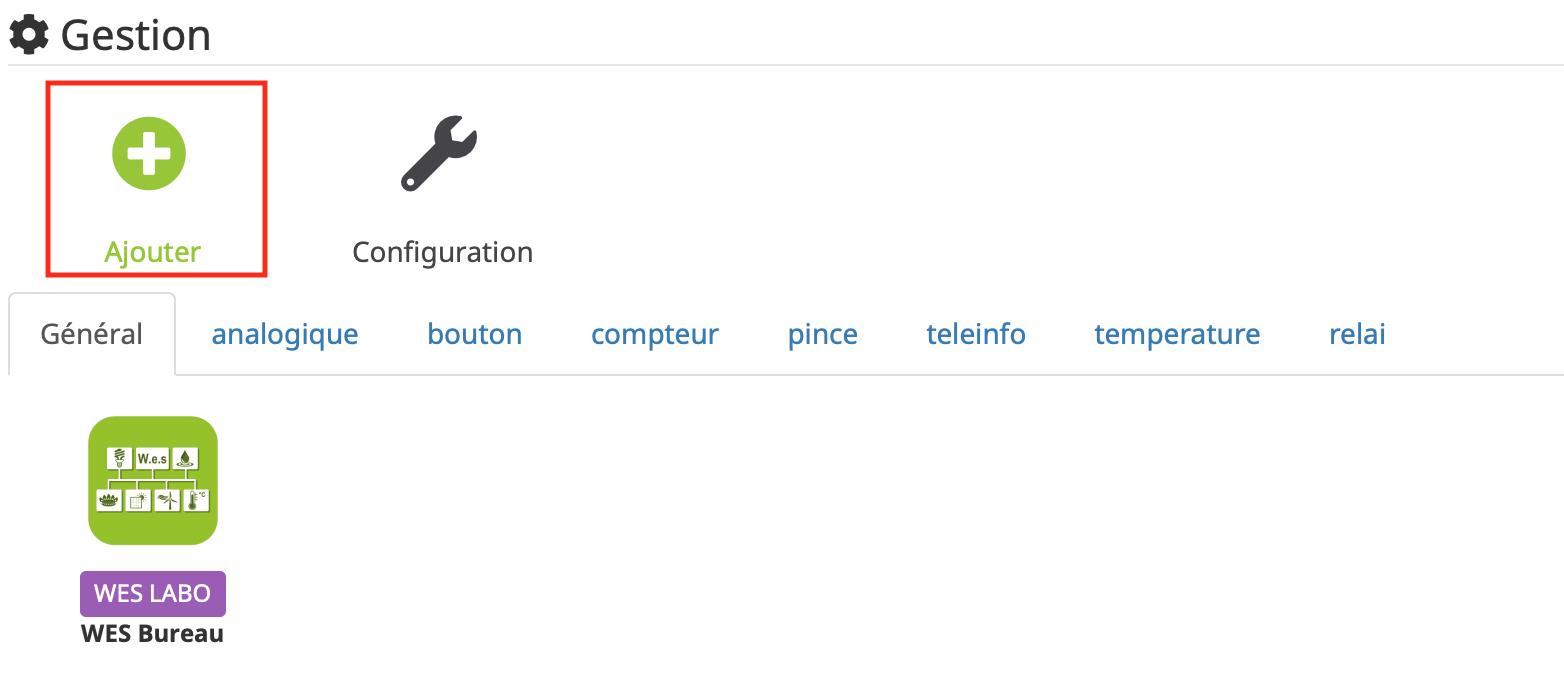 Gestion
Ajouter
Configuration
Général analogique bouton compteur pince teleinfo temperature relai
W.e.s
°C
WES LABO
WES Bureau